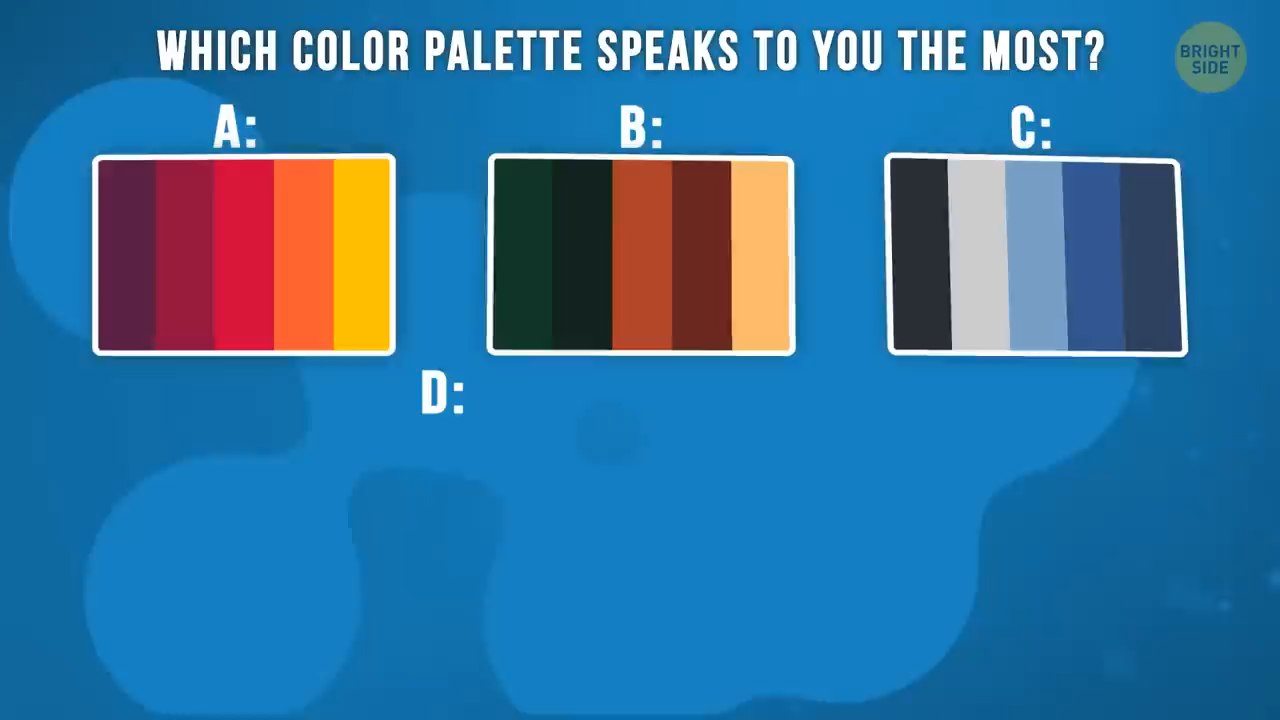 WHICH COLOR PALETTE SPEAKS TO YOU THE MOST?
BRIGHT
SIDE
A:
B:
C:
D: